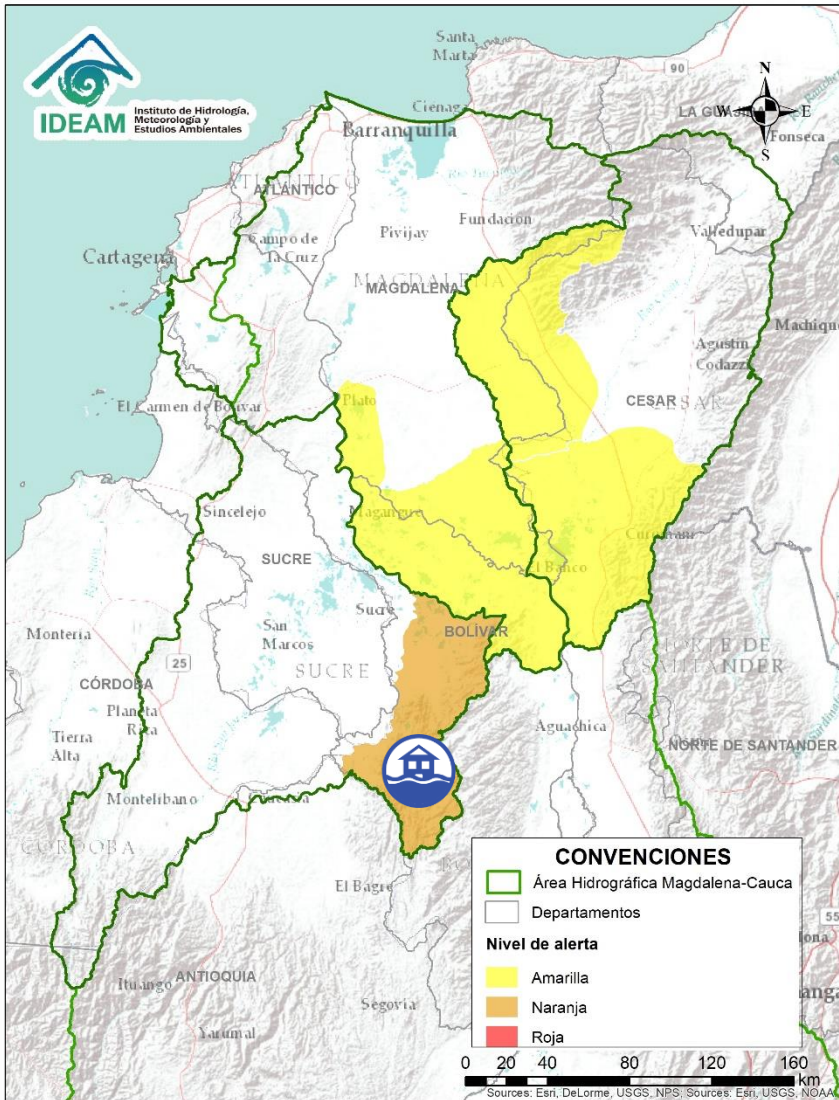 IDEAM
Instituto de Hidrología,
Meteorología y
Estudios Ambientales
Santa
Marta
90
N
W
E
S
Ciénaga
LA GUAJIRA
Fonseca
Barranquilla
ATLÁNTICO
Fundacion
Pivijay
Valledupar
Campo de
la Cruz
Cartagena
MAGDALENA
MAGDALENA
Machique
Agustin
Codazzi
CESAR
CESAR
El Carmen de Bolívar
Plato
Sincelejo
Magangue
Curumani
SUCRE
El Banco
Sucre
BOLÍVAR
San
Marcos
Monteria
25
SUCRE
NORTE DE
SANTANDER
CÓRDOBA
Planeta
Rica
Aguachica
Tierra
Alta
NORTE DE SANTANDER
Montelibano
CORDOBA
El Bagre
Ituango
ANTIOQUIA
Segovia
Yarumal
CONVENCIONES
Área Hidrográfica Magdalena-Cauca
Departamentos
Nivel de alerta
Amarilla
Naranja
Roja
55
0 20 40 80 120 160
km
Sources: Esri, DeLorme, USGS, NPS; Sources: Esri, USGS, NOAA